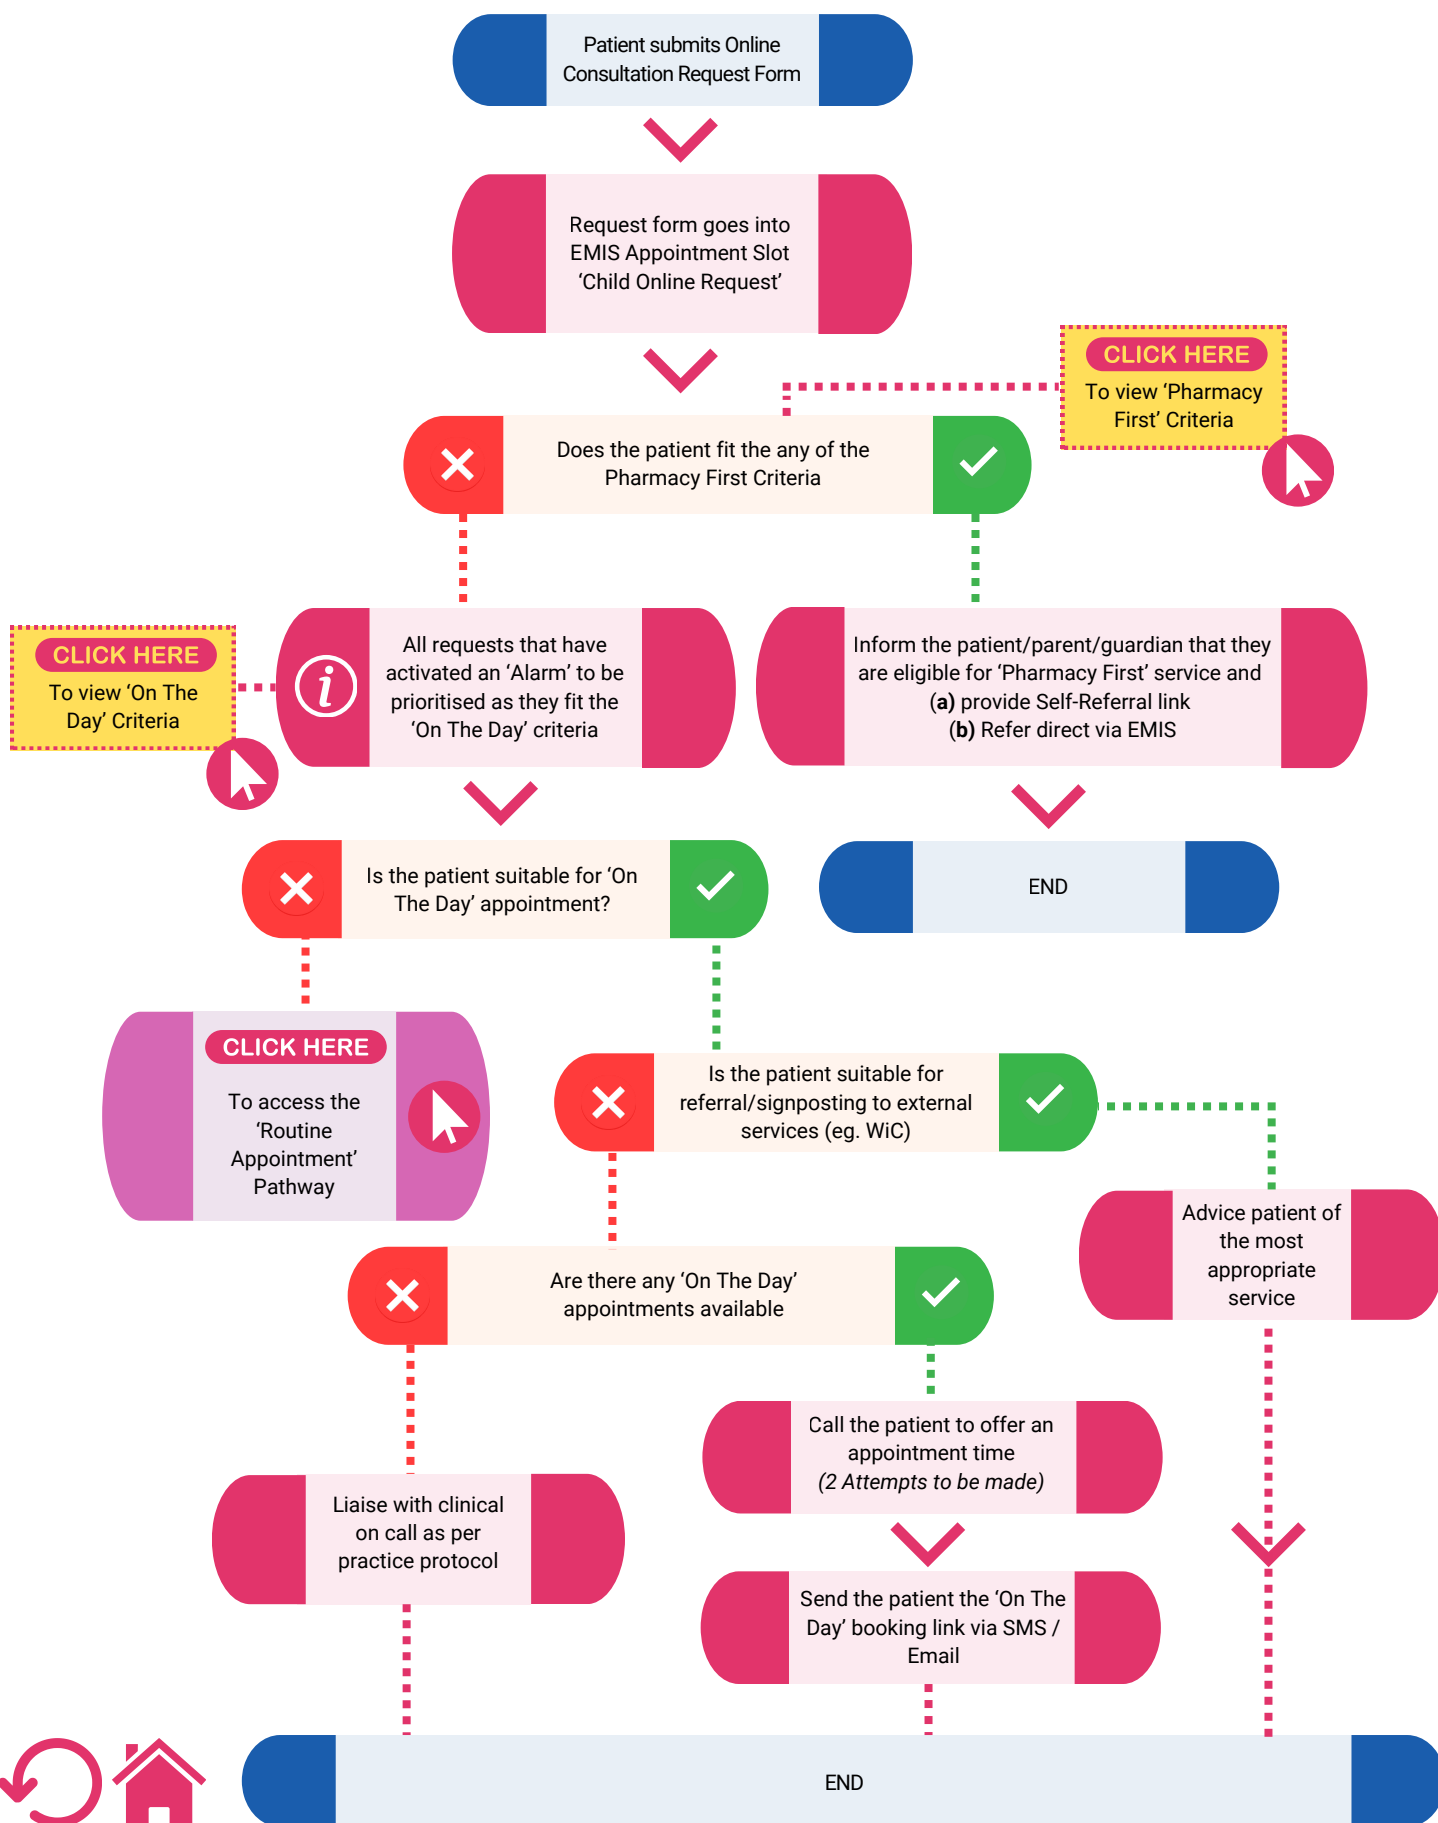 Patient submits Online
Consultation Request Form
Request form goes into
EMIS Appointment Slot
‘Child Online Request’
CLICK HERE
To view ‘Pharmacy
First’ Criteria
Does the patient fit the any of the
Pharmacy First Criteria
CLICK HERE
To view ‘On The
Day’ Criteria
i
All requests that have
activated an ‘Alarm’ to be
prioritised as they fit the
‘On The Day’ criteria
Inform the patient/parent/guardian that they
are eligible for ‘Pharmacy First’ service and
(a) provide Self-Referral link
(b) Refer direct via EMIS
Is the patient suitable for ‘On
The Day’ appointment?
END
CLICK HERE
To access the
‘Routine
Appointment’
Pathway
Is the patient suitable for
referral/signposting to external
services (eg. WiC)
Advice patient of
the most
appropriate
service
Are there any ‘On The Day’
appointments available
Call the patient to offer an
appointment time
(2 Attempts to be made)
Liaise with clinical
on call as per
practice protocol
Send the patient the ‘On The
Day’ booking link via SMS /
Email
END